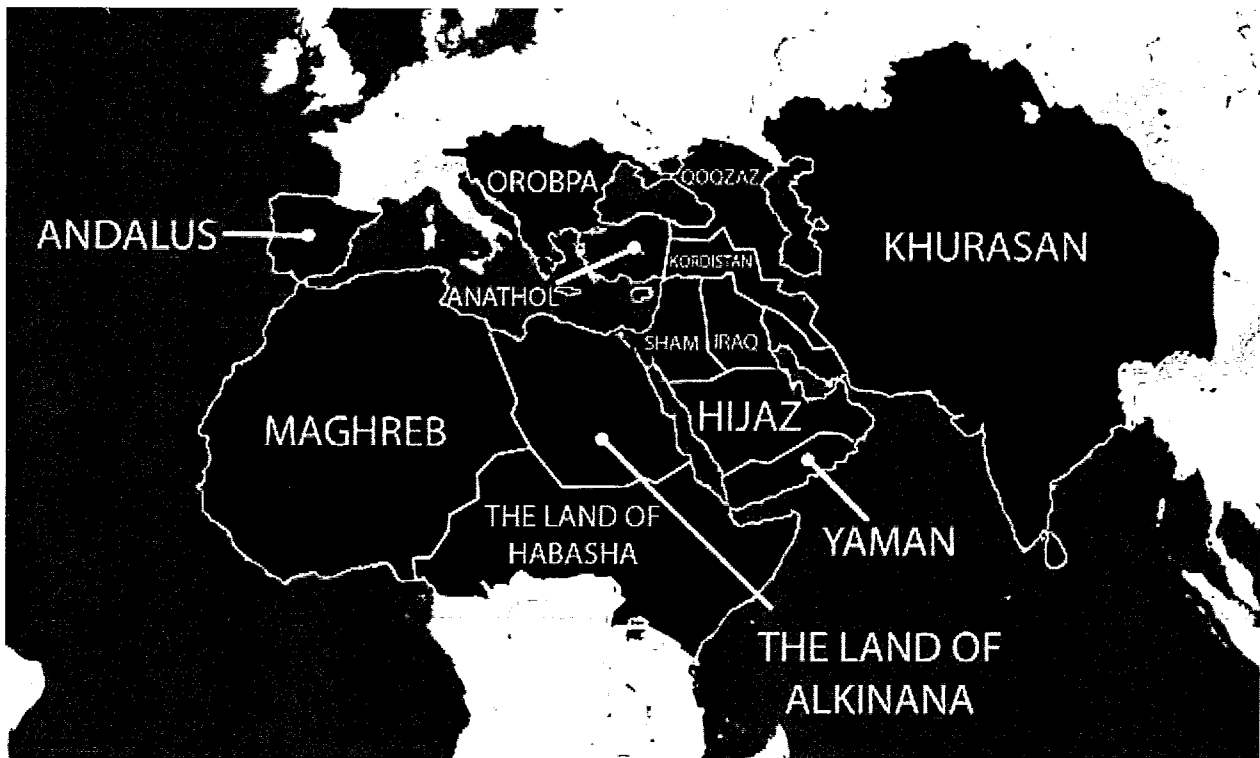 OROBPA
QOQZAZ
ANDALUS
KHURASAN
KORDISTAN
ANATHOL
SHAM
IRAQ
HIJAZ
MAGHREB
THE LAND OF
HABASHA
YAMAN
THE LAND OF
ALKINANA